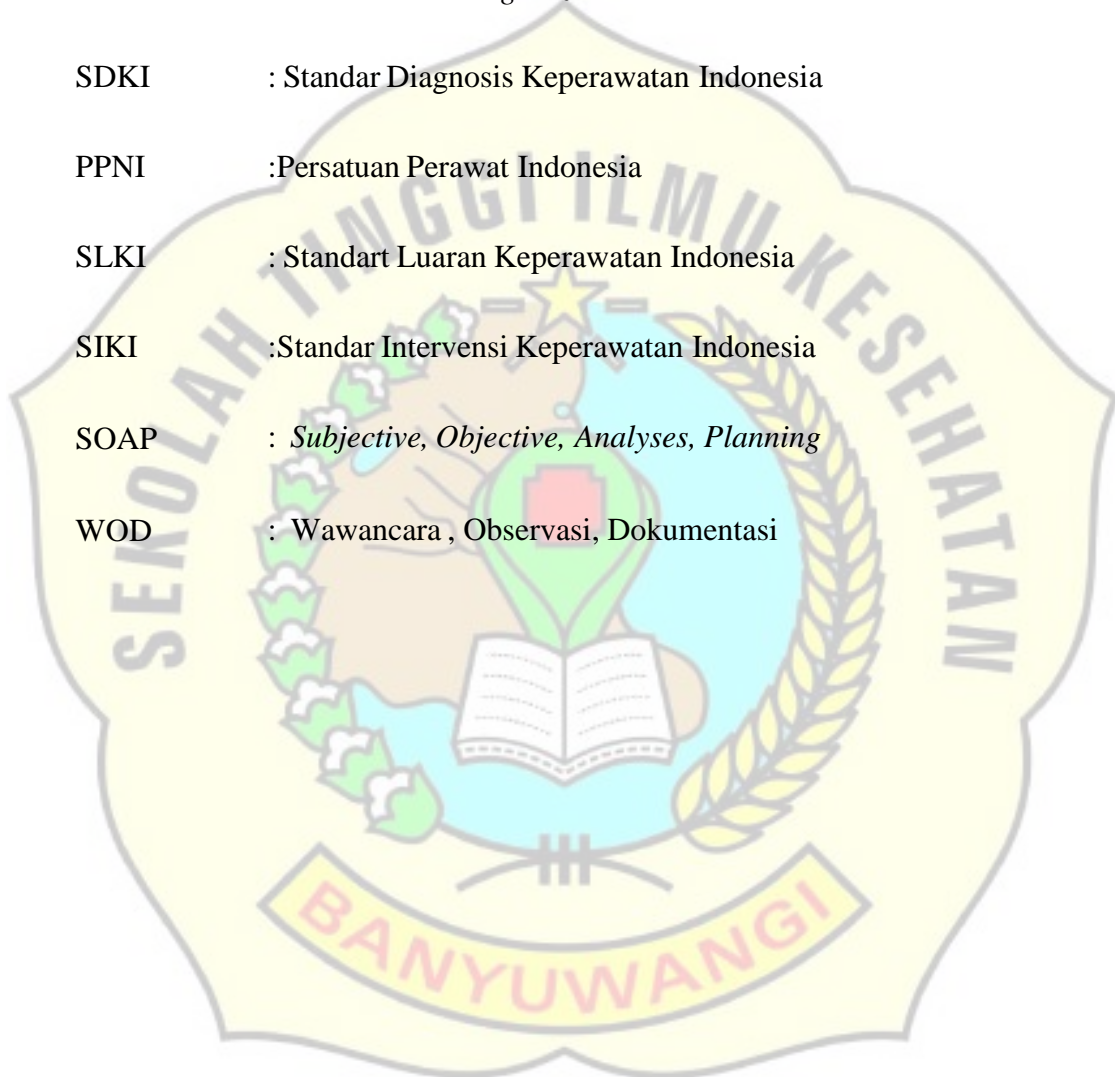 SDKI : Standar Diagnosis Keperawatan Indonesia
PPNI :Persatuan Perawat Indonesia
SLKI : Standart Luaran Keperawatan Indonesia
SIKI :Standar Intervensi Keperawatan Indonesia
SOAP : Subjective, Objective, Analyses, Planning
WOD : Wawancara , Observasi, Dokumentasi
SEKOLAH TINGGI ILMU KESEHATAN
BANYUWANGI